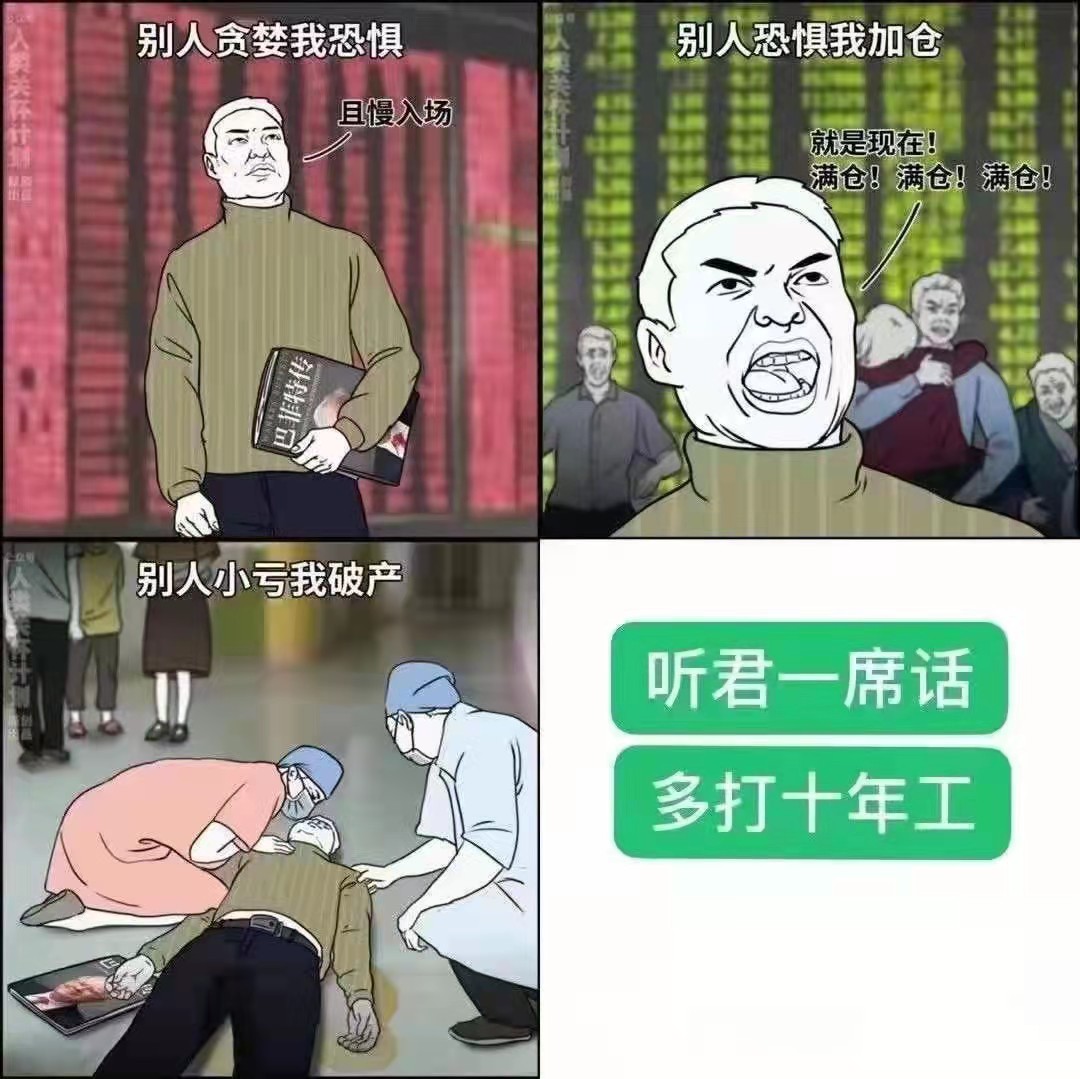 别人贪婪我恐惧
且慢入场
巴菲特传
别人恐惧我加仓
就是现在！
满仓！满仓！满仓！
别人小亏我破产
听君一席话
多打十年工